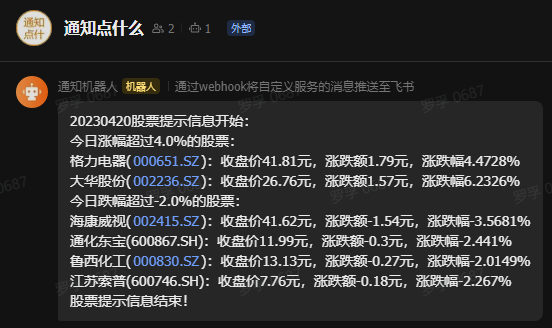 通知
点什
通知点什么 2 | 1 外部
通知机器人 机器人 | 通过webhook将自定义服务的消息推送至飞书
20230420股票提示信息开始:
今日涨幅超过4.0%的股票:
格力电器(000651.SZ)：收盘价41.81元，涨跌额1.79元，涨跌幅4.4728%
大华股份(002236.SZ)：收盘价26.76元，涨跌额1.57元，涨跌幅6.2326%
今日跌幅超过-2.0%的股票:
海康威视(002415.SZ)：收盘价41.62元，涨跌额-1.54元，涨跌幅-3.5681%
通化东宝(600867.SH)：收盘价11.99元，涨跌额-0.3元，涨跌幅-2.441%
鲁西化工(000830.SZ)：收盘价13.13元，涨跌额-0.27元，涨跌幅-2.0149%
江苏索普(600746.SH)：收盘价7.76元，涨跌额-0.18元，涨跌幅-2.267%
股票提示信息结束！
罗孚 0687